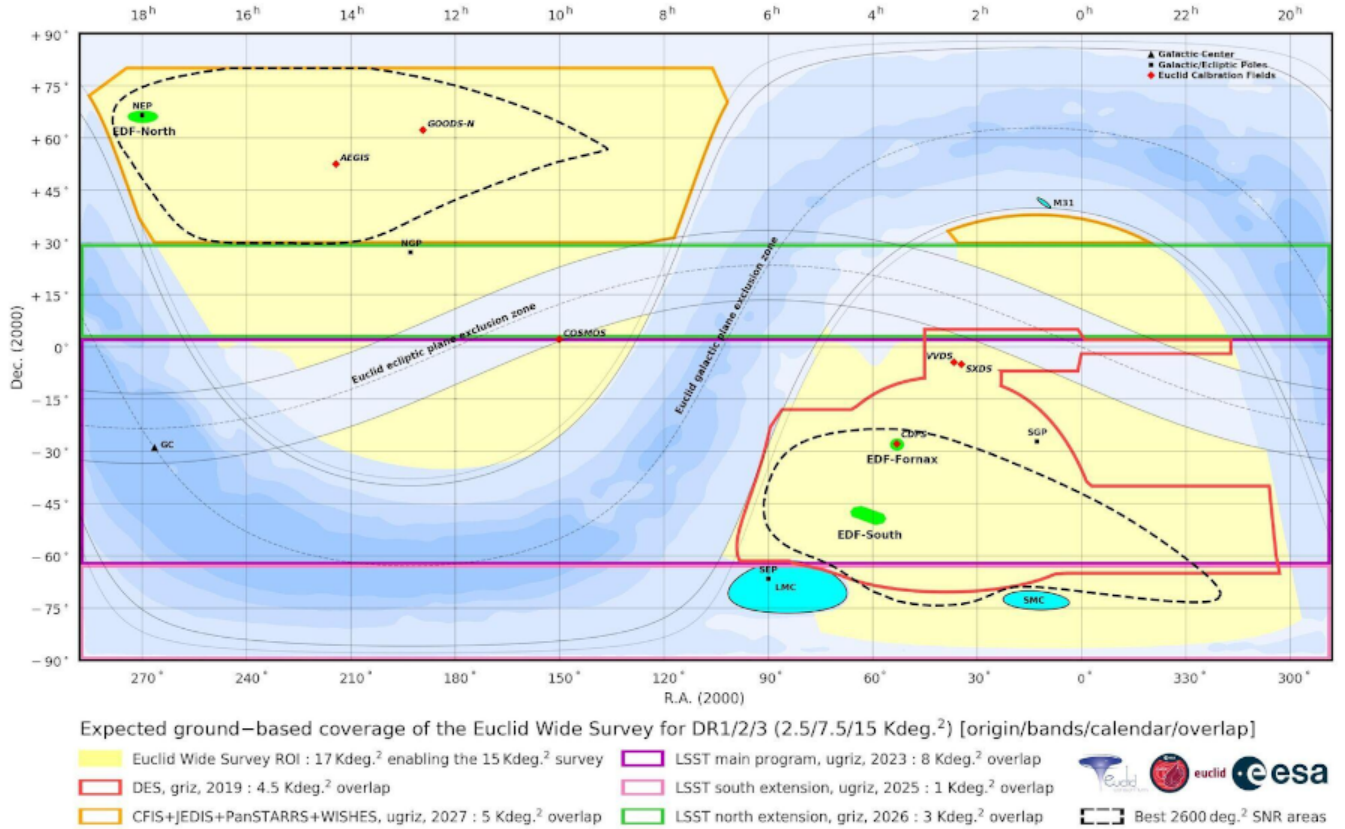 18h 16h 14h 12h 10h 8h 6h 4h 2h 0h 22h 20h
+90°
+75°
+60°
+45°
+30°
+15°
0°
−15°
−30°
−45°
−60°
−75°
−90°
Dec. (2000)
▲ Galactic Center
▪ Galactic/Ecliptic Poles
◆ Euclid Calbration Fields
NEP
EDF-North
GOODS-N
AEGIS
NGP
M31
Euclid ecliptic plane exclusion zone
Euclid galactic plane exclusion zone
COSMOS
VVDS
SXDS
GC
CDFS
EDF-Fornax
SGP
EDF-South
SEP
LMC
SMC
270° 240° 210° 180° 150° 120° 90° 60° 30° 0° 330° 300°
R.A. (2000)
Expected ground−based coverage of the Euclid Wide Survey for DR1/2/3 (2.5/7.5/15 Kdeg.²) [origin/bands/calendar/overlap]
Euclid Wide Survey ROI : 17 Kdeg.² enabling the 15 Kdeg.² survey
DES, griz, 2019 : 4.5 Kdeg.² overlap
CFIS+JEDIS+PanSTARRS+WISHES, ugriz, 2027 : 5 Kdeg.² overlap
LSST main program, ugriz, 2023 : 8 Kdeg.² overlap
LSST south extension, ugriz, 2025 : 1 Kdeg.² overlap
LSST north extension, griz, 2026 : 3 Kdeg.² overlap
euclid
euclid
esa
Best 2600 deg.² SNR areas